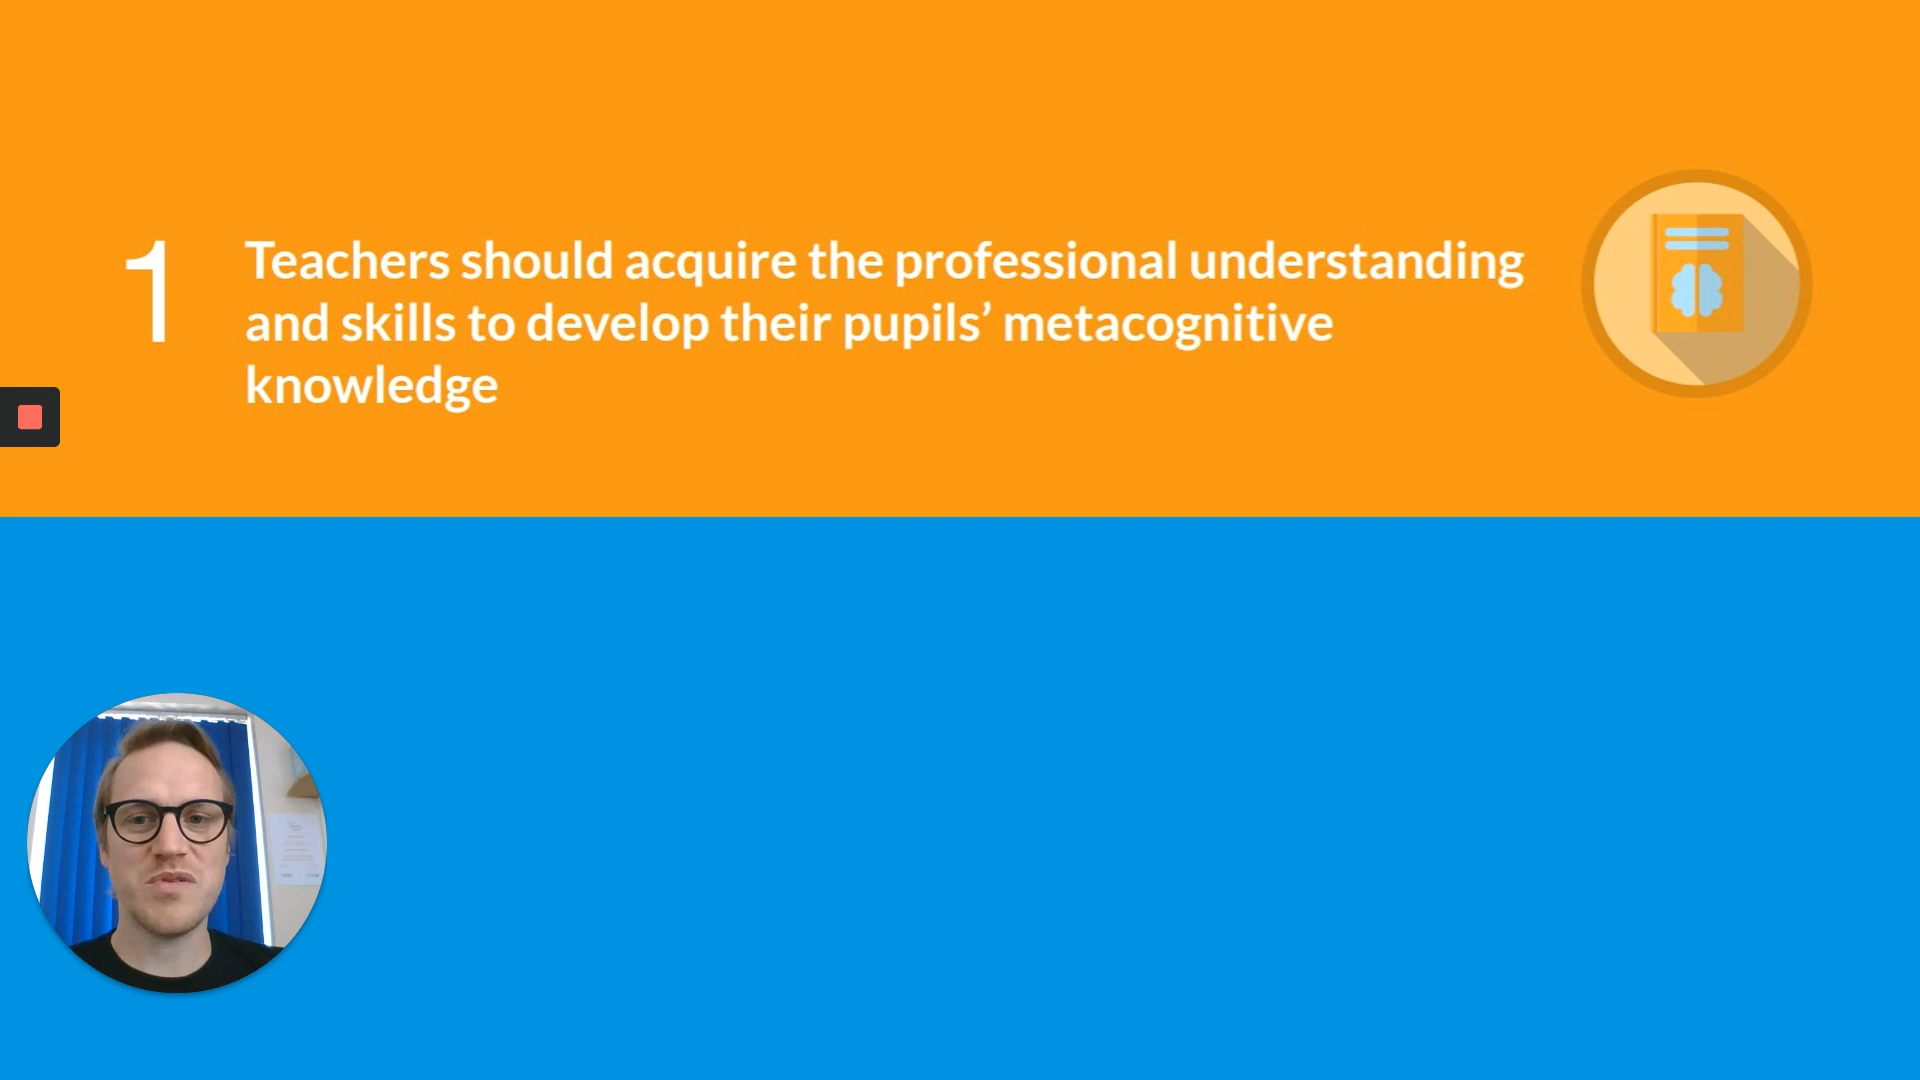 1
Teachers should acquire the professional understanding
and skills to develop their pupils’ metacognitive
knowledge